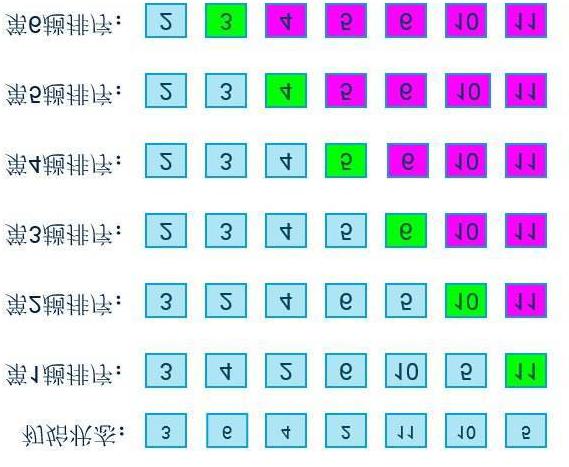 初始状态: 3 6 4 2 11 10 5
第1趟排序: 3 4 2 6 10 5 11
第2趟排序: 3 2 4 6 5 10 11
第3趟排序: 2 3 4 5 6 10 11
第4趟排序: 2 3 4 5 6 10 11
第5趟排序: 2 3 4 5 6 10 11
第6趟排序: 2 3 4 5 6 10 11